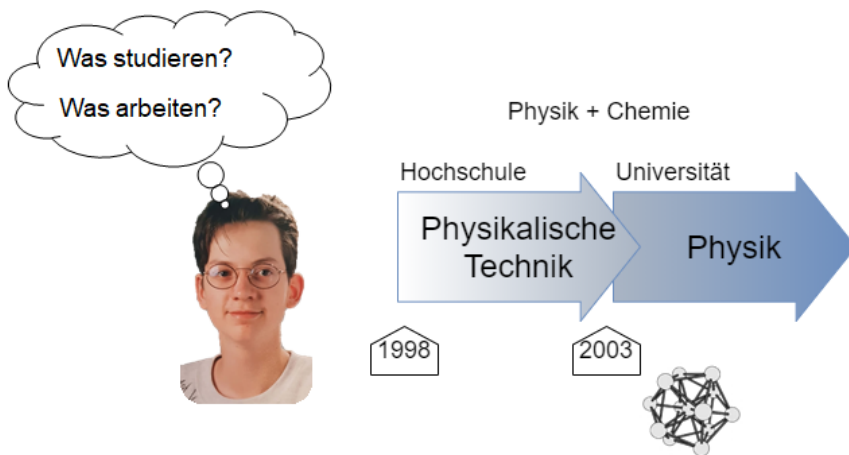 Was studieren?
Was arbeiten?
Physik + Chemie
Hochschule
Universität
Physikalische
Technik
Physik
1998
2003